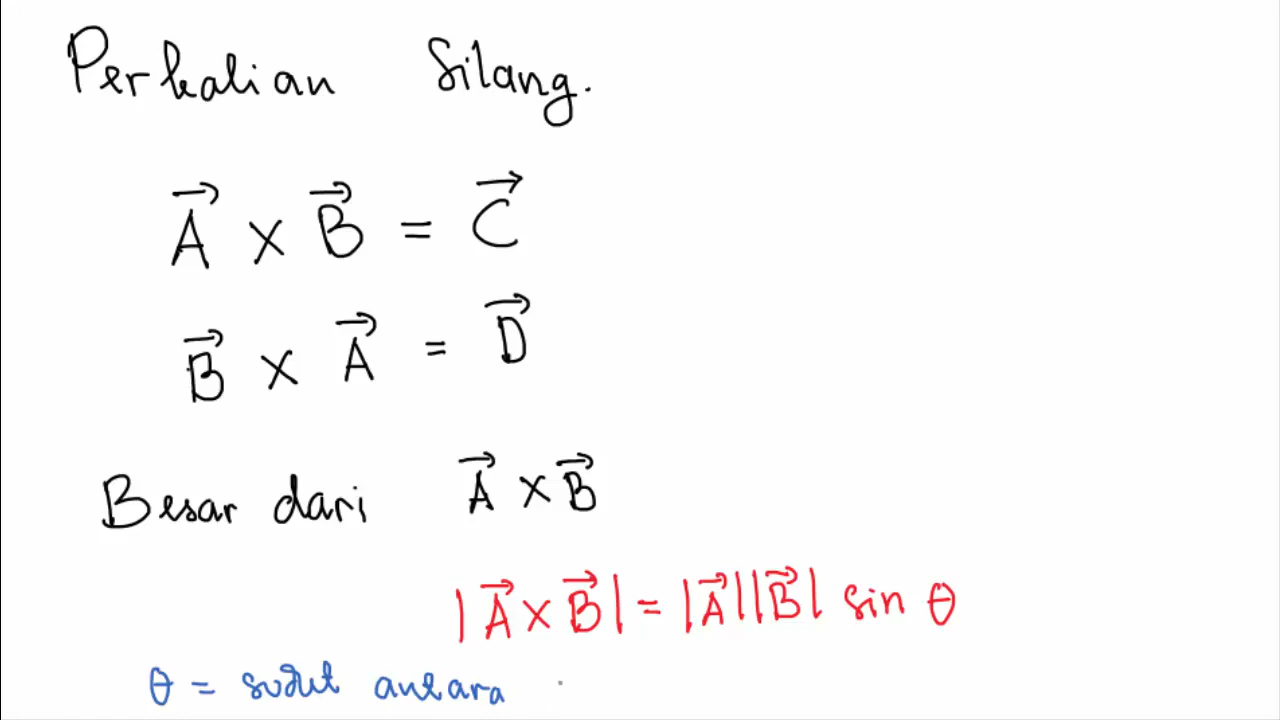 Perkalian Silang.
A⃗ × B⃗ = C⃗
B⃗ × A⃗ = D⃗
Besar dari A⃗ × B⃗
|A⃗ × B⃗| = |A⃗||B⃗| sin θ
θ = sudut antara